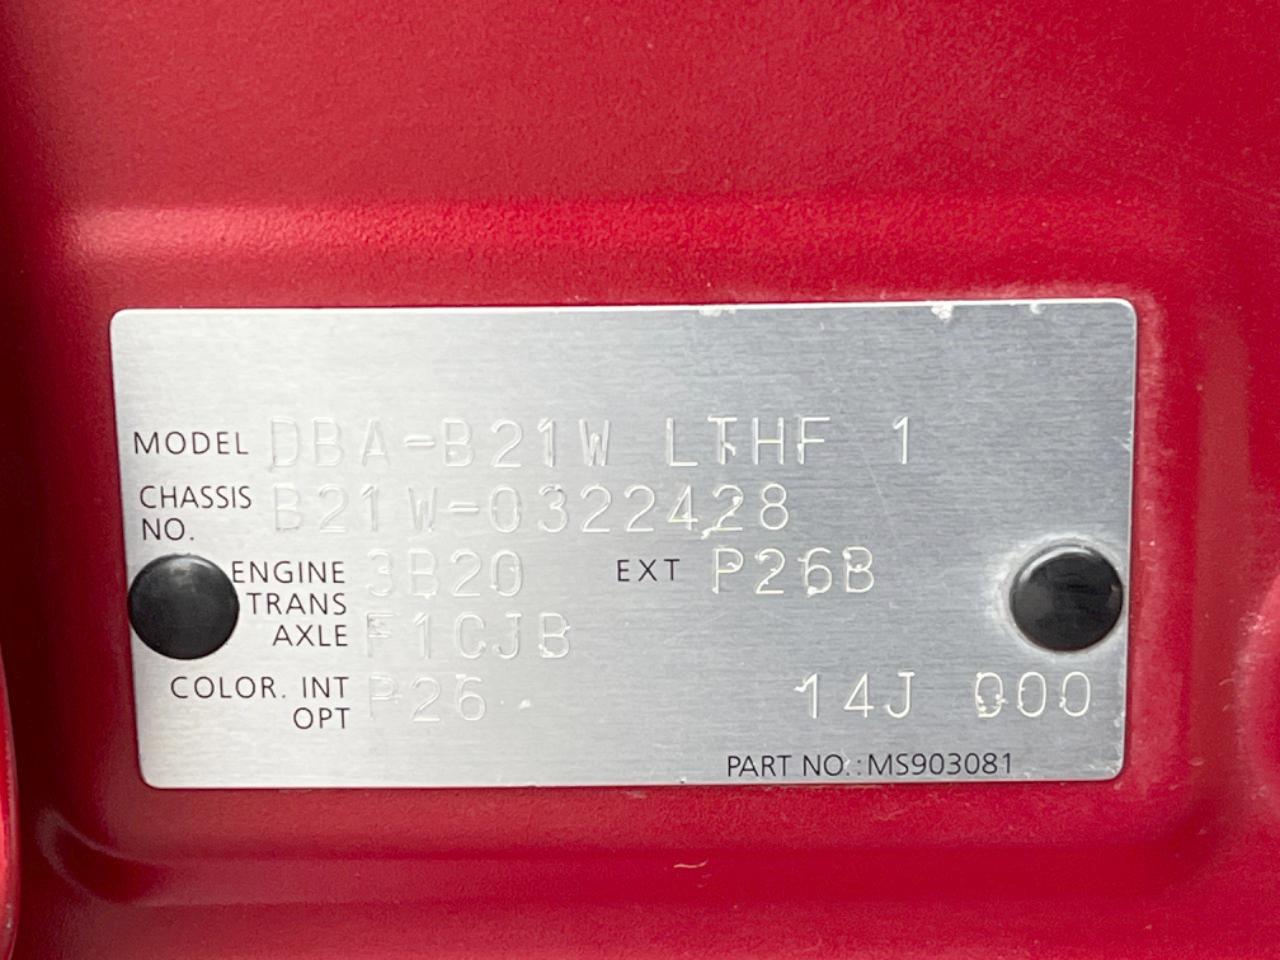 MODEL DBA-B21W LTHF 1
CHASSIS NO. B21W-0322428
ENGINE 3B20 EXT P26B
TRANS AXLE F1CJB
COLOR. INT OPT P26 14J 000
PART NO.: MS903081